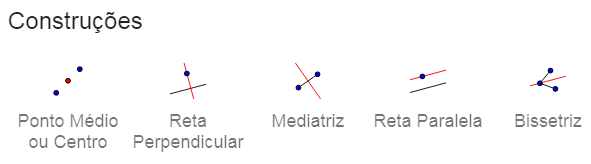 Construções
Ponto Médio
ou Centro
Reta
Perpendicular
Mediatriz
Reta Paralela
Bissetriz